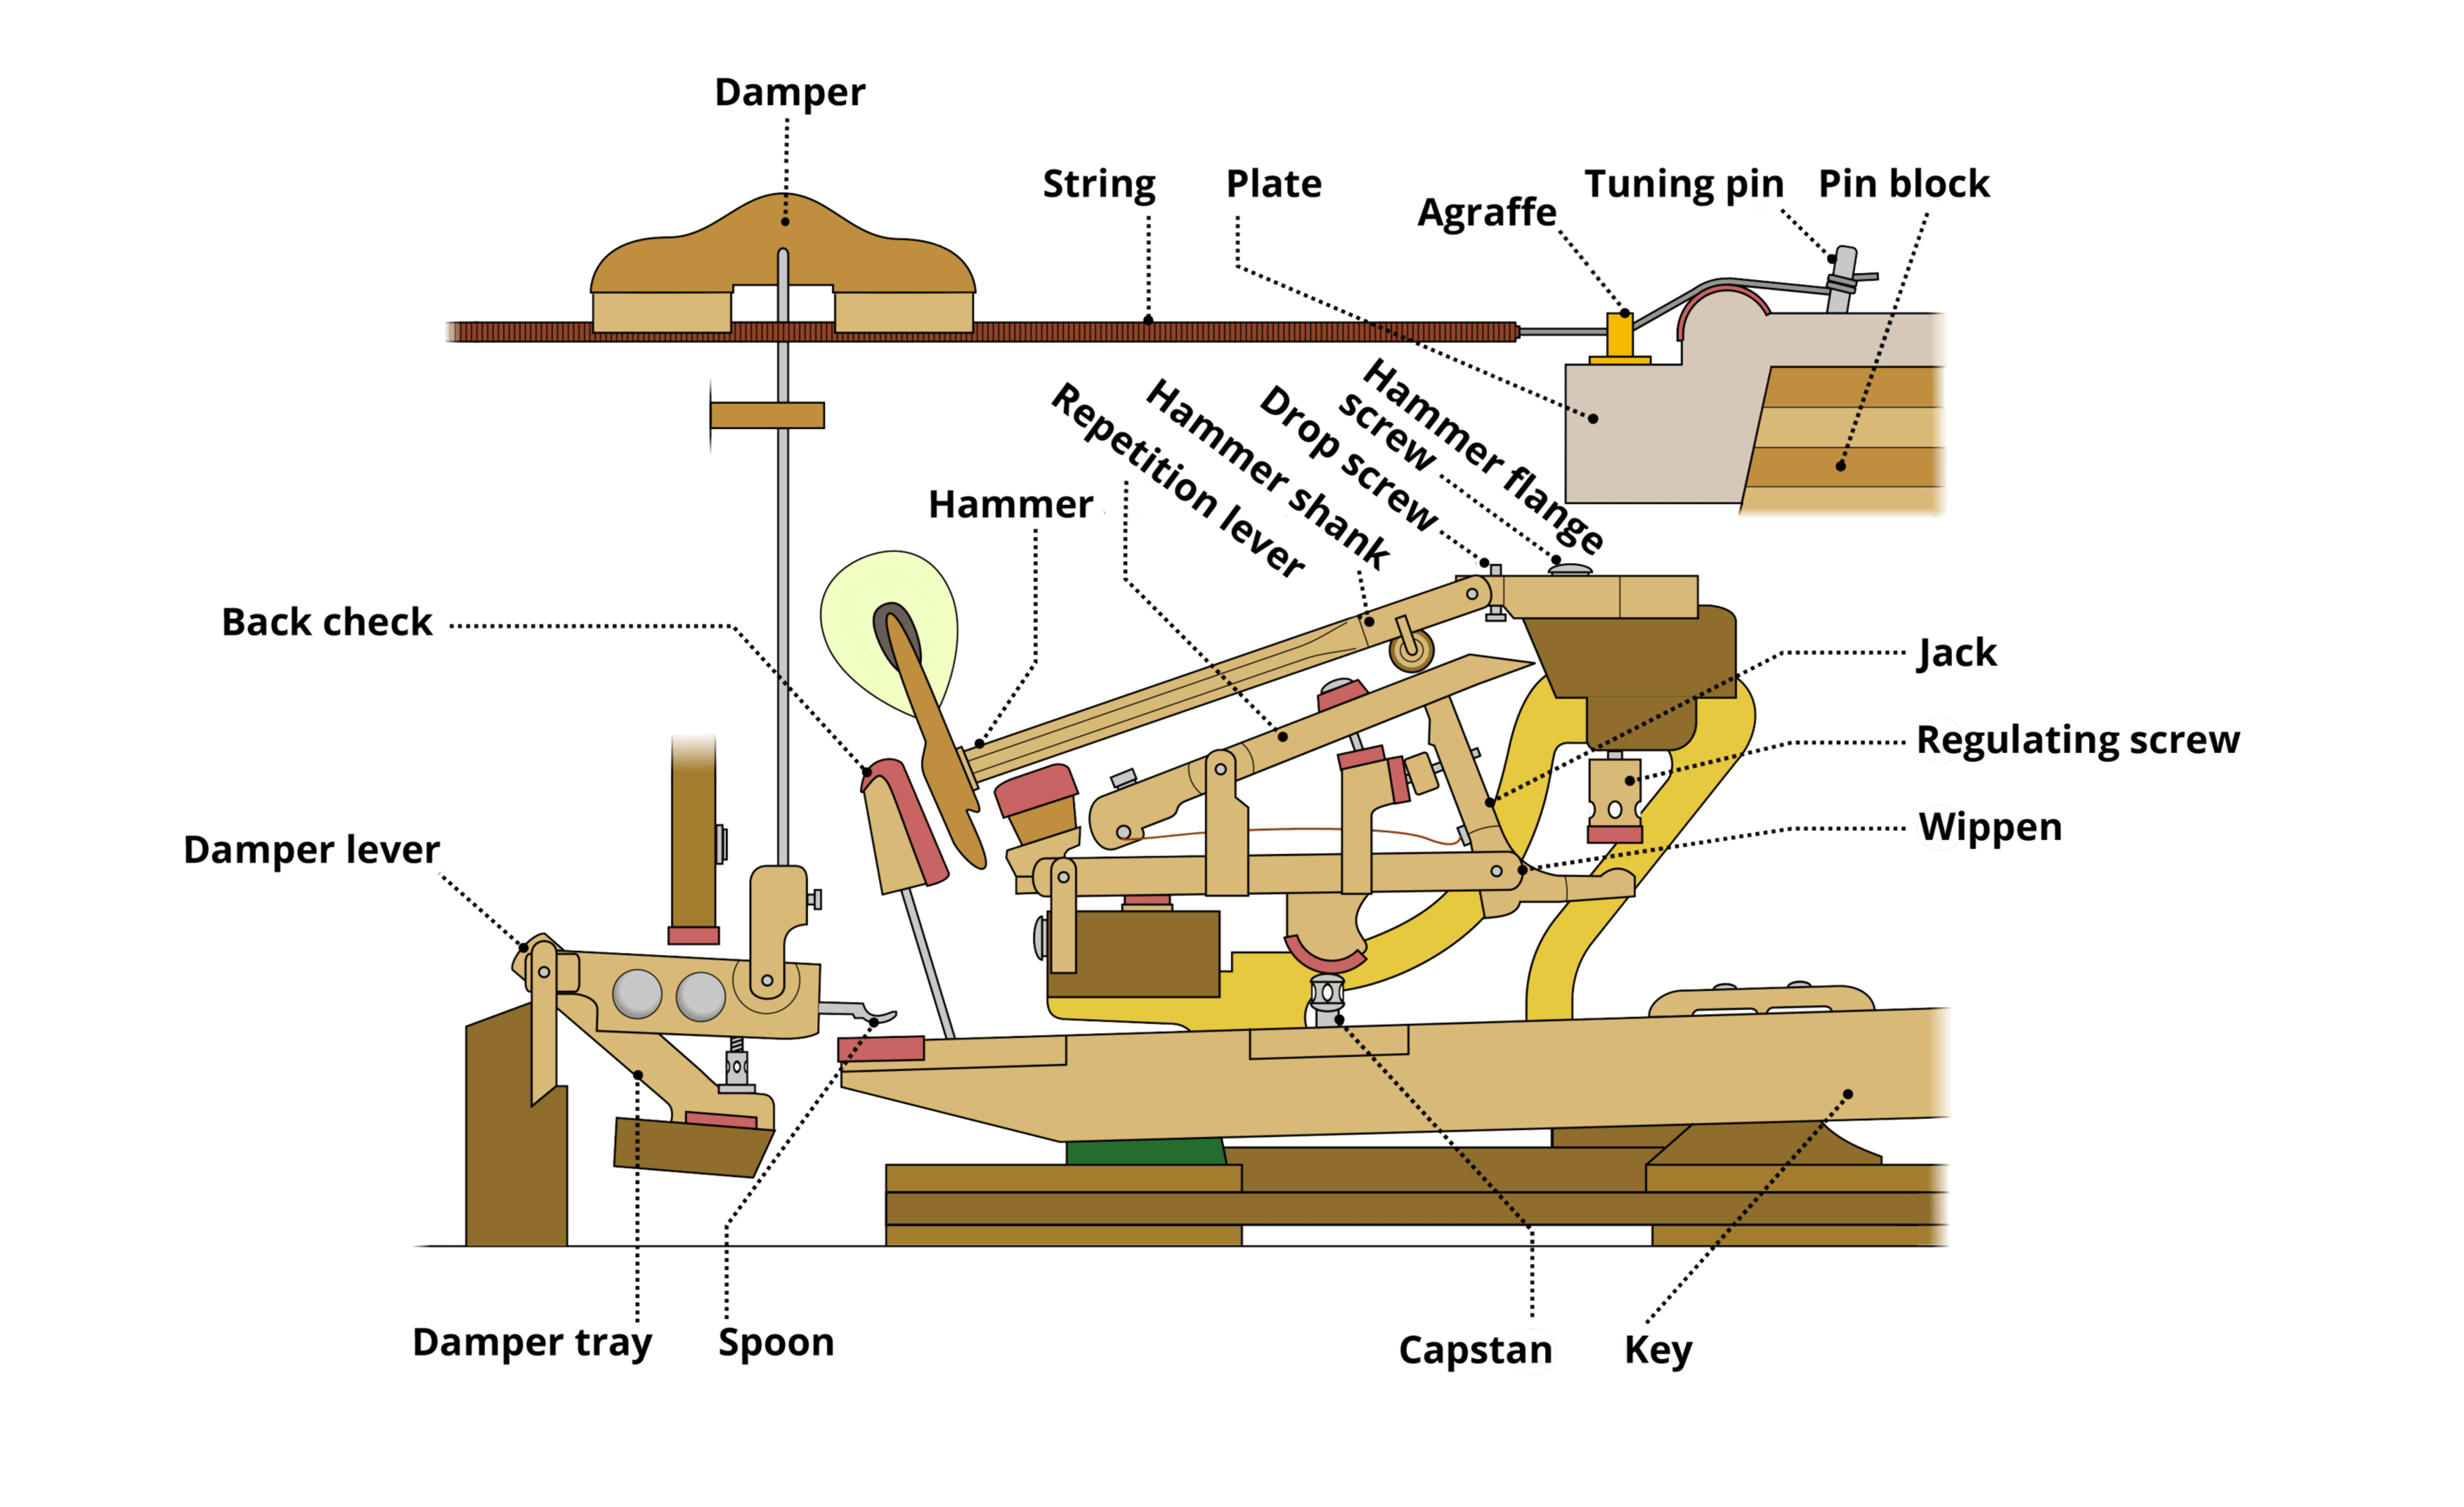 Damper
String
Plate
Agraffe
Tuning pin
Pin block
Hammer flange
screw
Drop screw
Hammer shank
Repetition lever
Hammer
Back check
Jack
Regulating screw
Wippen
Damper lever
Damper tray
Spoon
Capstan
Key